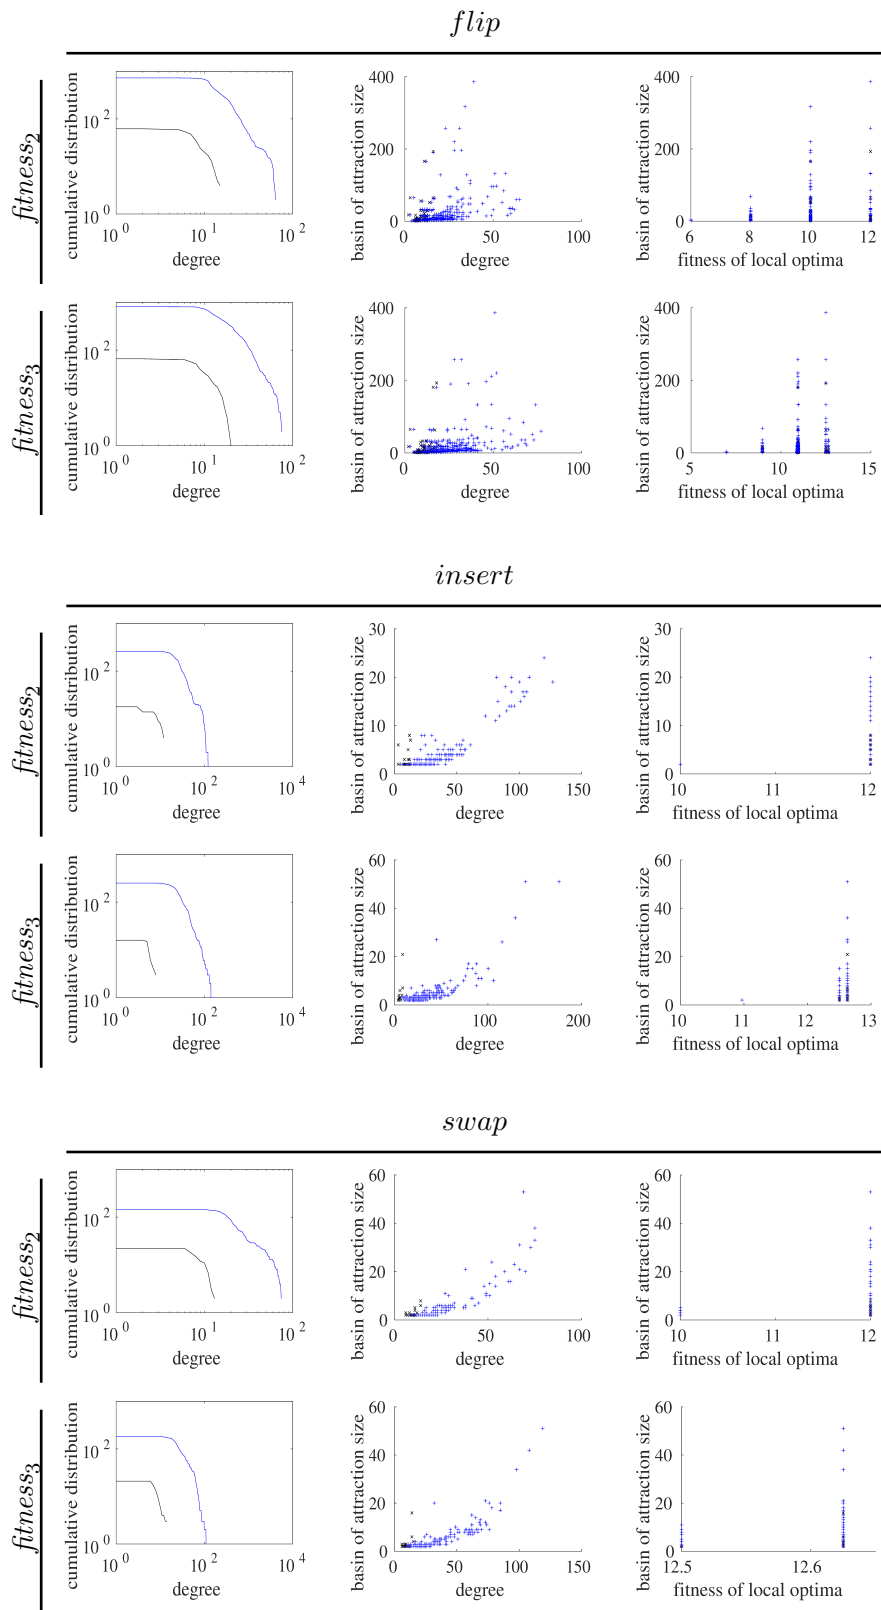 flip
fitness2
cumulative distribution
10^2
10^0
10^0 10^1 10^2
degree
basin of attraction size
400
200
0
0 50 100
degree
basin of attraction size
400
200
0
6 8 10 12
fitness of local optima
fitness3
cumulative distribution
10^2
10^0
10^0 10^1 10^2
degree
basin of attraction size
400
200
0
0 50 100
degree
basin of attraction size
400
200
0
5 10 15
fitness of local optima
insert
fitness2
cumulative distribution
10^2
10^0
10^0 10^2 10^4
degree
basin of attraction size
30
20
10
0
0 50 100 150
degree
basin of attraction size
30
20
10
0
10 11 12
fitness of local optima
fitness3
cumulative distribution
10^2
10^0
10^0 10^2 10^4
degree
basin of attraction size
60
40
20
0
0 100 200
degree
basin of attraction size
60
40
20
0
10 11 12 13
fitness of local optima
swap
fitness2
cumulative distribution
10^2
10^0
10^0 10^1 10^2
degree
basin of attraction size
60
40
20
0
0 50 100
degree
basin of attraction size
60
40
20
0
10 11 12
fitness of local optima
fitness3
cumulative distribution
10^2
10^0
10^0 10^2 10^4
degree
basin of attraction size
60
40
20
0
0 50 100 150
degree
basin of attraction size
60
40
20
0
12.5 12.6
fitness of local optima